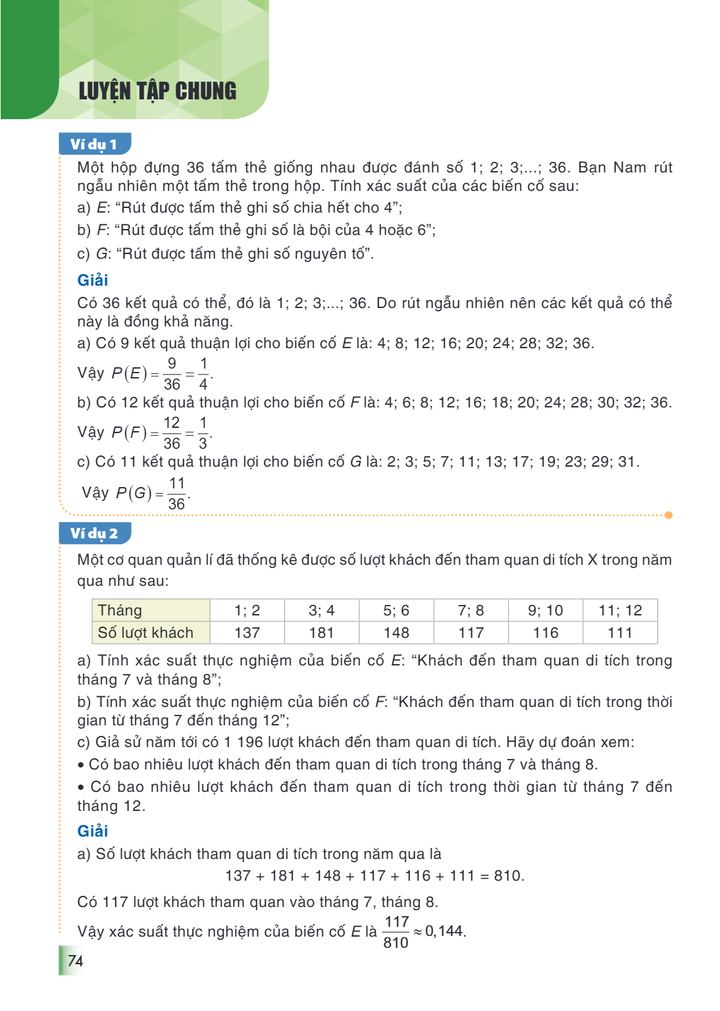 LUYỆN TẬP CHUNG
Ví dụ 1
Một hộp đựng 36 tấm thẻ giống nhau được đánh số 1; 2; 3;...; 36. Bạn Nam rút
ngẫu nhiên một tấm thẻ trong hộp. Tính xác suất của các biến cố sau:
a) E: “Rút được tấm thẻ ghi số chia hết cho 4”;
b) F: “Rút được tấm thẻ ghi số là bội của 4 hoặc 6”;
c) G: “Rút được tấm thẻ ghi số nguyên tố”.
Giải
Có 36 kết quả có thể, đó là 1; 2; 3;...; 36. Do rút ngẫu nhiên nên các kết quả có thể
này là đồng khả năng.
a) Có 9 kết quả thuận lợi cho biến cố E là: 4; 8; 12; 16; 20; 24; 28; 32; 36.
Vậy P(E) = 9/36 = 1/4.
b) Có 12 kết quả thuận lợi cho biến cố F là: 4; 6; 8; 12; 16; 18; 20; 24; 28; 30; 32; 36.
Vậy P(F) = 12/36 = 1/3.
c) Có 11 kết quả thuận lợi cho biến cố G là: 2; 3; 5; 7; 11; 13; 17; 19; 23; 29; 31.
Vậy P(G) = 11/36.
Ví dụ 2
Một cơ quan quản lí đã thống kê được số lượt khách đến tham quan di tích X trong năm
qua như sau:
Tháng 1; 2 3; 4 5; 6 7; 8 9; 10 11; 12
Số lượt khách 137 181 148 117 116 111
a) Tính xác suất thực nghiệm của biến cố E: “Khách đến tham quan di tích trong
tháng 7 và tháng 8”;
b) Tính xác suất thực nghiệm của biến cố F: “Khách đến tham quan di tích trong thời
gian từ tháng 7 đến tháng 12”;
c) Giả sử năm tới có 1 196 lượt khách đến tham quan di tích. Hãy dự đoán xem:
• Có bao nhiêu lượt khách đến tham quan di tích trong tháng 7 và tháng 8.
• Có bao nhiêu lượt khách đến tham quan di tích trong thời gian từ tháng 7 đến
tháng 12.
Giải
a) Số lượt khách tham quan di tích trong năm qua là
137 + 181 + 148 + 117 + 116 + 111 = 810.
Có 117 lượt khách tham quan vào tháng 7, tháng 8.
Vậy xác suất thực nghiệm của biến cố E là 117/810 ≈ 0,144.
74